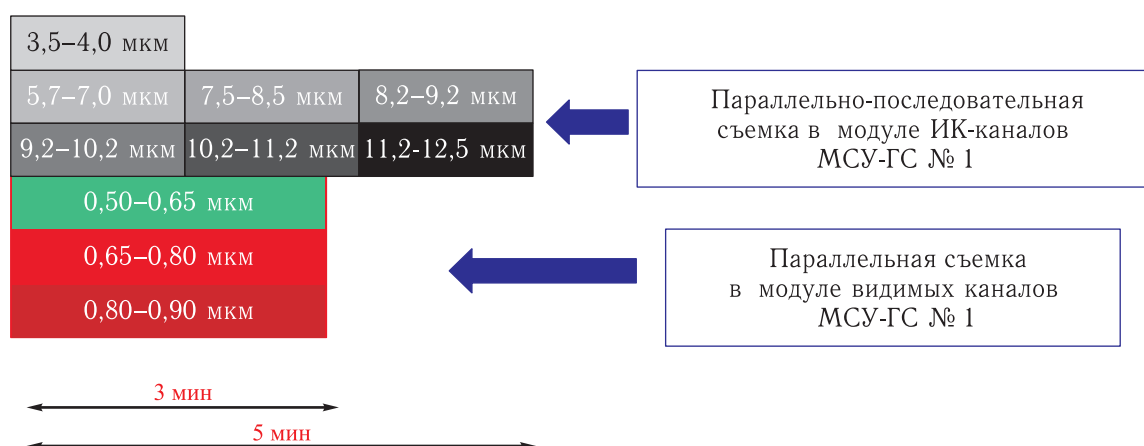 3,5–4,0 мкм
5,7–7,0 мкм
7,5–8,5 мкм
8,2–9,2 мкм
9,2–10,2 мкм
10,2–11,2 мкм
11,2-12,5 мкм
Параллельно-последовательная
съемка в модуле ИК-каналов
МСУ-ГС № 1
0,50–0,65 мкм
0,65–0,80 мкм
0,80–0,90 мкм
Параллельная съемка
в модуле видимых каналов
МСУ-ГС № 1
3 мин
5 мин